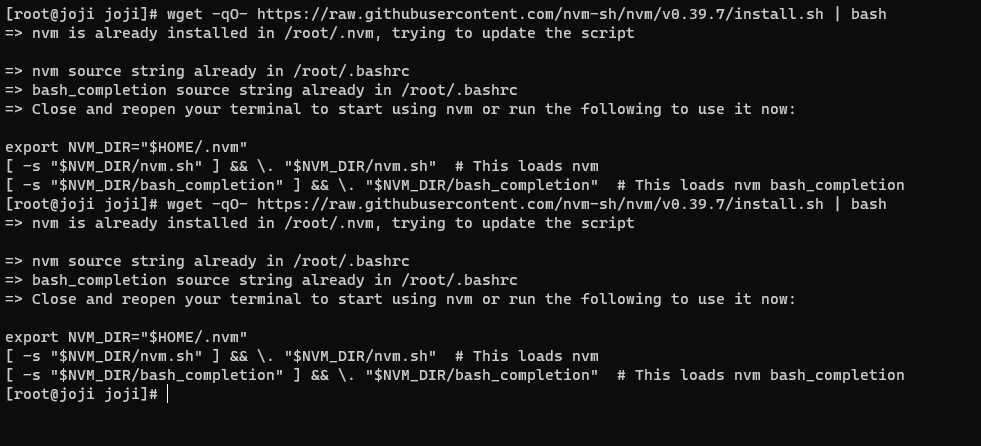 [root@joji joji]# wget -qO- https://raw.githubusercontent.com/nvm-sh/nvm/v0.39.7/install.sh | bash
=> nvm is already installed in /root/.nvm, trying to update the script
=> nvm source string already in /root/.bashrc
=> bash_completion source string already in /root/.bashrc
=> Close and reopen your terminal to start using nvm or run the following to use it now:
export NVM_DIR="$HOME/.nvm"
[ -s "$NVM_DIR/nvm.sh" ] && \. "$NVM_DIR/nvm.sh"  # This loads nvm
[ -s "$NVM_DIR/bash_completion" ] && \. "$NVM_DIR/bash_completion"  # This loads nvm bash_completion
[root@joji joji]# wget -qO- https://raw.githubusercontent.com/nvm-sh/nvm/v0.39.7/install.sh | bash
=> nvm is already installed in /root/.nvm, trying to update the script
=> nvm source string already in /root/.bashrc
=> bash_completion source string already in /root/.bashrc
=> Close and reopen your terminal to start using nvm or run the following to use it now:
export NVM_DIR="$HOME/.nvm"
[ -s "$NVM_DIR/nvm.sh" ] && \. "$NVM_DIR/nvm.sh"  # This loads nvm
[ -s "$NVM_DIR/bash_completion" ] && \. "$NVM_DIR/bash_completion"  # This loads nvm bash_completion
[root@joji joji]#